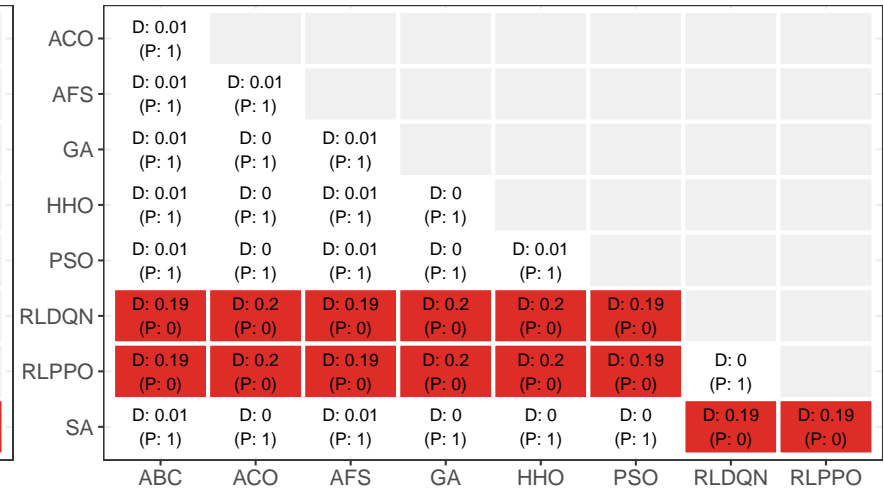 ACO D: 0.01
(P: 1)
AFS D: 0.01 D: 0.01
(P: 1) (P: 1)
GA D: 0.01 D: 0 D: 0.01
(P: 1) (P: 1) (P: 1)
HHO D: 0.01 D: 0 D: 0.01 D: 0
(P: 1) (P: 1) (P: 1) (P: 1)
PSO D: 0.01 D: 0 D: 0.01 D: 0 D: 0.01
(P: 1) (P: 1) (P: 1) (P: 1) (P: 1)
RLDQN D: 0.19 D: 0.2 D: 0.19 D: 0.2 D: 0.2 D: 0.19
(P: 0) (P: 0) (P: 0) (P: 0) (P: 0) (P: 0)
RLPPO D: 0.19 D: 0.2 D: 0.19 D: 0.2 D: 0.2 D: 0.19 D: 0
(P: 0) (P: 0) (P: 0) (P: 0) (P: 0) (P: 0) (P: 1)
SA D: 0.01 D: 0 D: 0.01 D: 0 D: 0 D: 0 D: 0.19 D: 0.19
(P: 1) (P: 1) (P: 1) (P: 1) (P: 1) (P: 1) (P: 0) (P: 0)
ABC ACO AFS GA HHO PSO RLDQN RLPPO